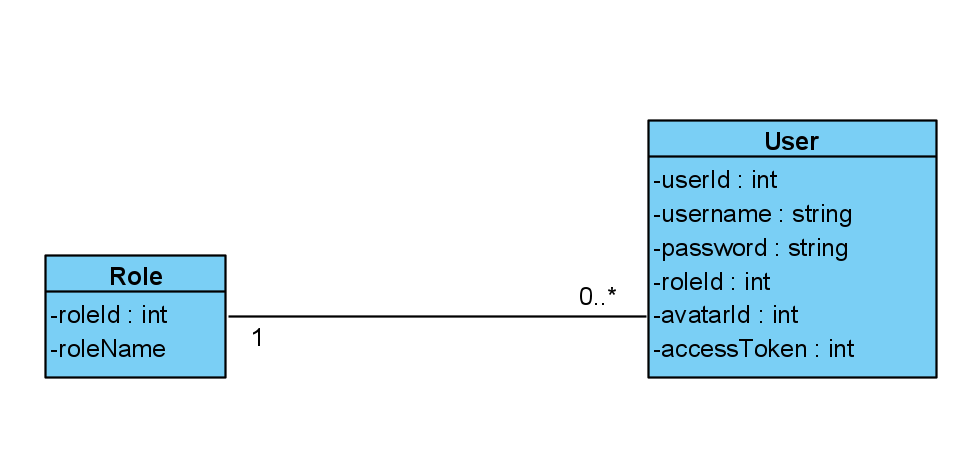 Role
-roleId : int
-roleName
1
0..*
User
-userId : int
-username : string
-password : string
-roleId : int
-avatarId : int
-accessToken : int